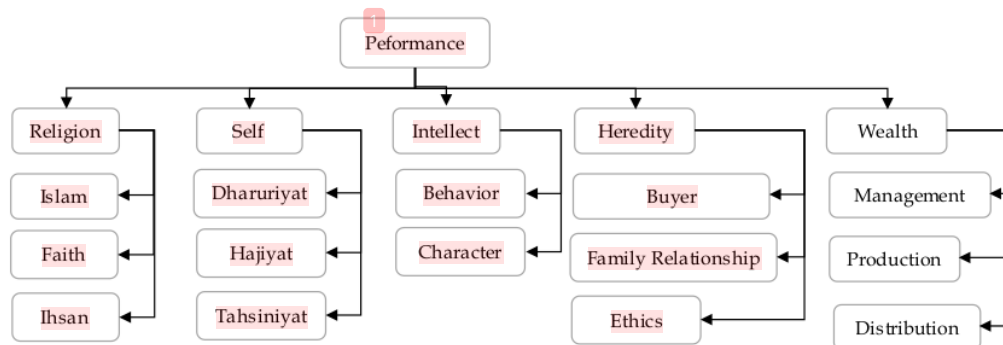 1
Peformance
Religion
Self
Intellect
Heredity
Wealth
Islam
Dharuriyat
Behavior
Buyer
Management
Faith
Hajiyat
Character
Family Relationship
Production
Ihsan
Tahsiniyat
Ethics
Distribution